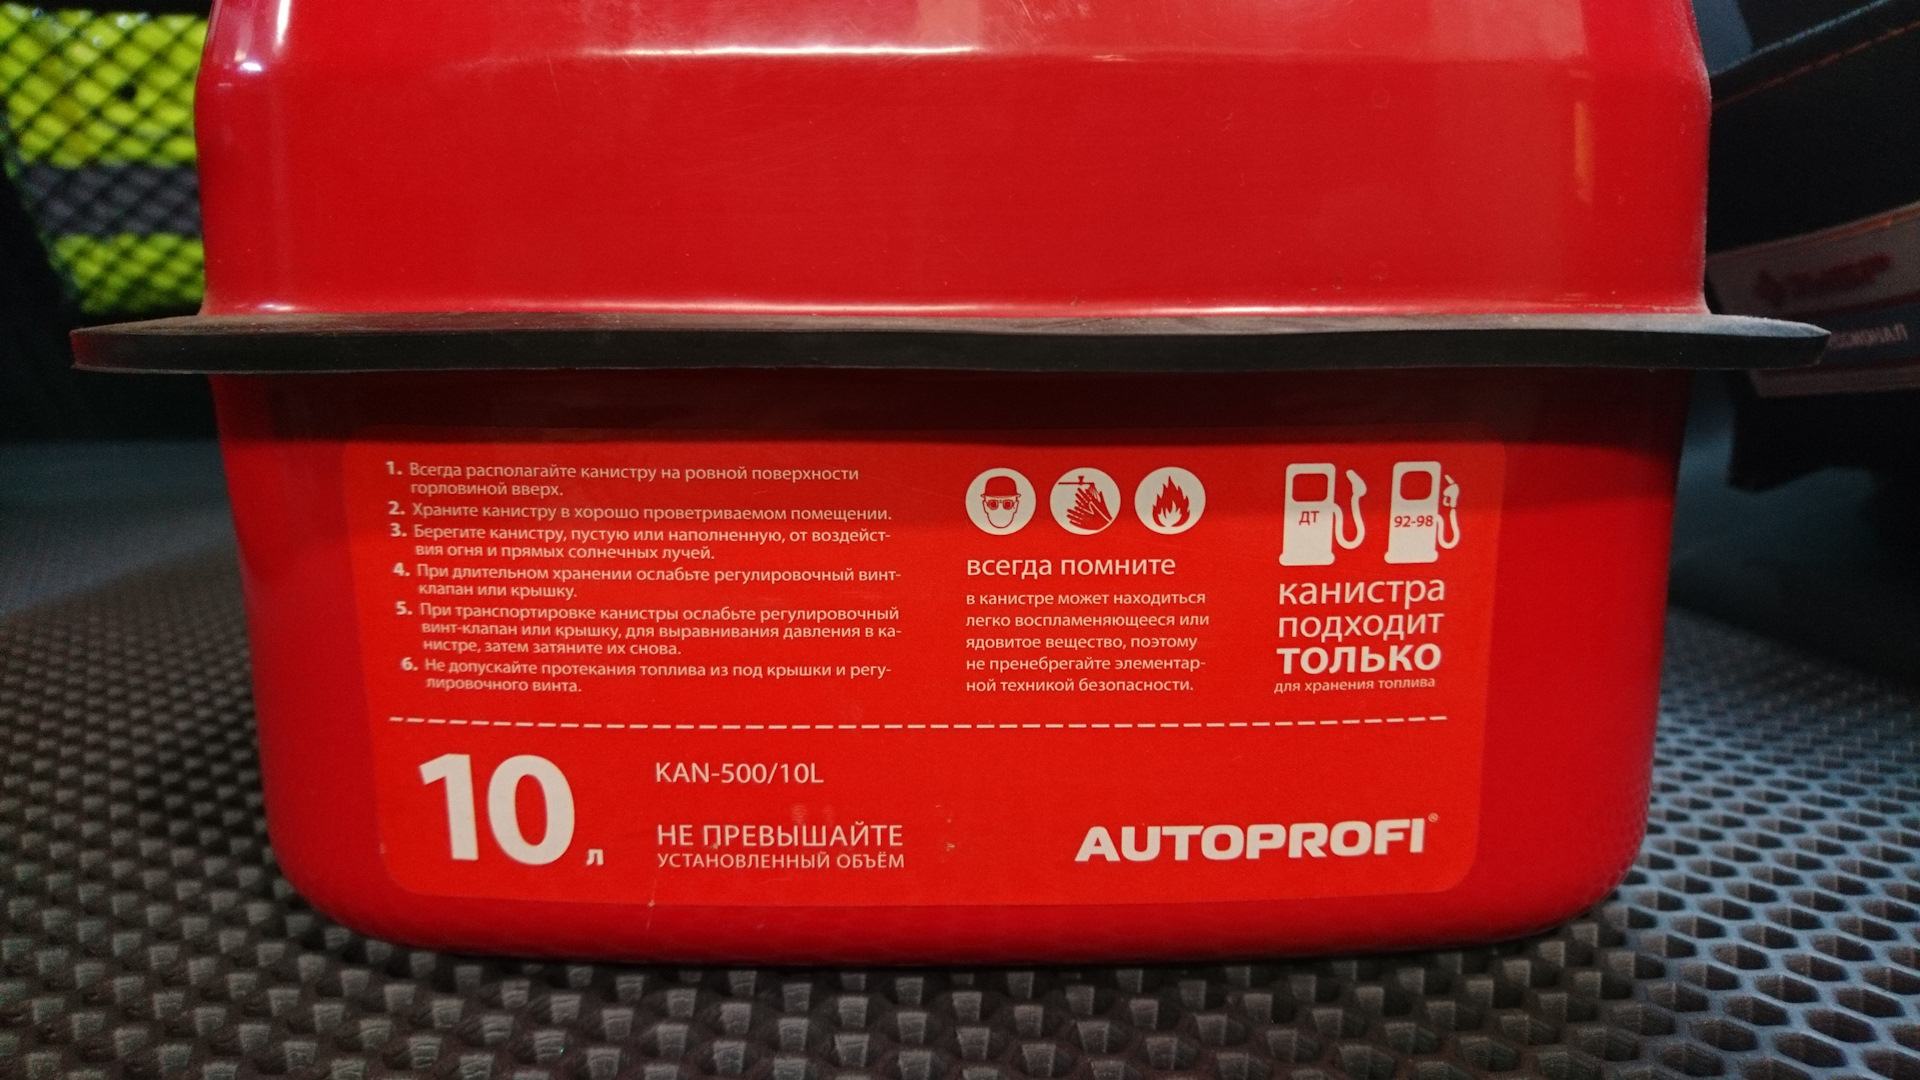 1. Всегда располагайте канистру на ровной поверхности
горловиной вверх.
2. Храните канистру в хорошо проветриваемом помещении.
3. Берегите канистру, пустую или наполненную, от воздейст-
вия огня и прямых солнечных лучей.
4. При длительном хранении ослабьте регулировочный винт-
клапан или крышку.
5. При транспортировке канистры ослабьте регулировочный
винт-клапан или крышку, для выравнивания давления в ка-
нистре, затем затяните их снова.
6. Не допускайте протекания топлива из под крышки и регу-
лировочного винта.
всегда помните
в канистре может находиться
легко воспламеняющееся или
ядовитое вещество, поэтому
не пренебрегайте элементар-
ной техникой безопасности.
ДТ
92-98
канистра
подходит
только
для хранения топлива
10 л
KAN-500/10L
НЕ ПРЕВЫШАЙТЕ
УСТАНОВЛЕННЫЙ ОБЪЁМ
AUTOPROFI®